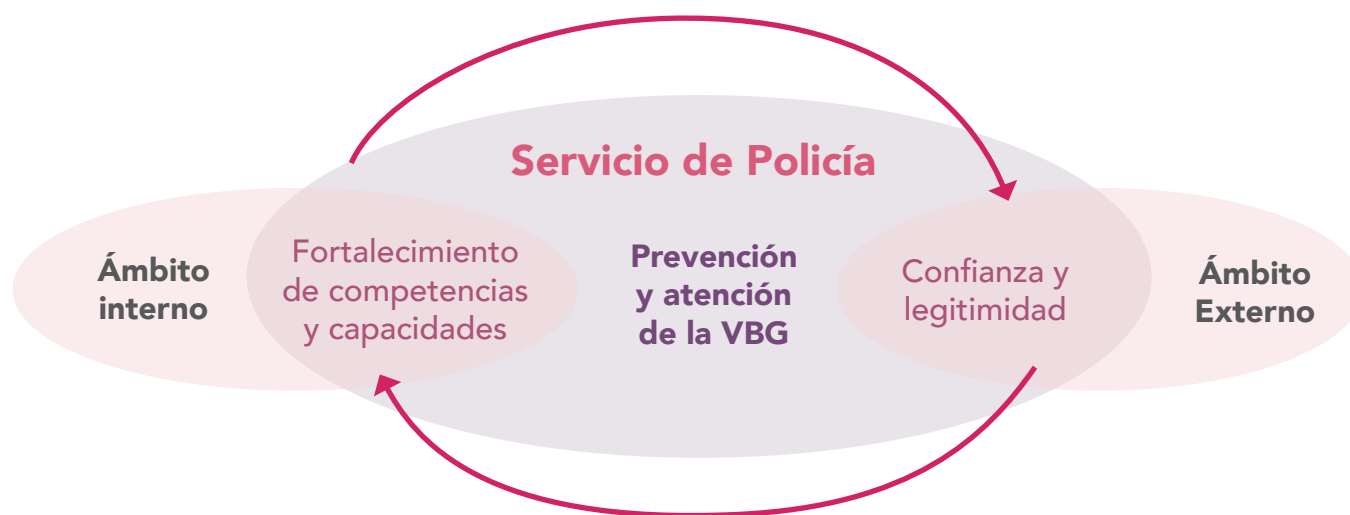 Servicio de Policía
Ámbito
interno
Fortalecimiento
de competencias
y capacidades
Prevención
y atención
de la VBG
Confianza y
legitimidad
Ámbito
Externo